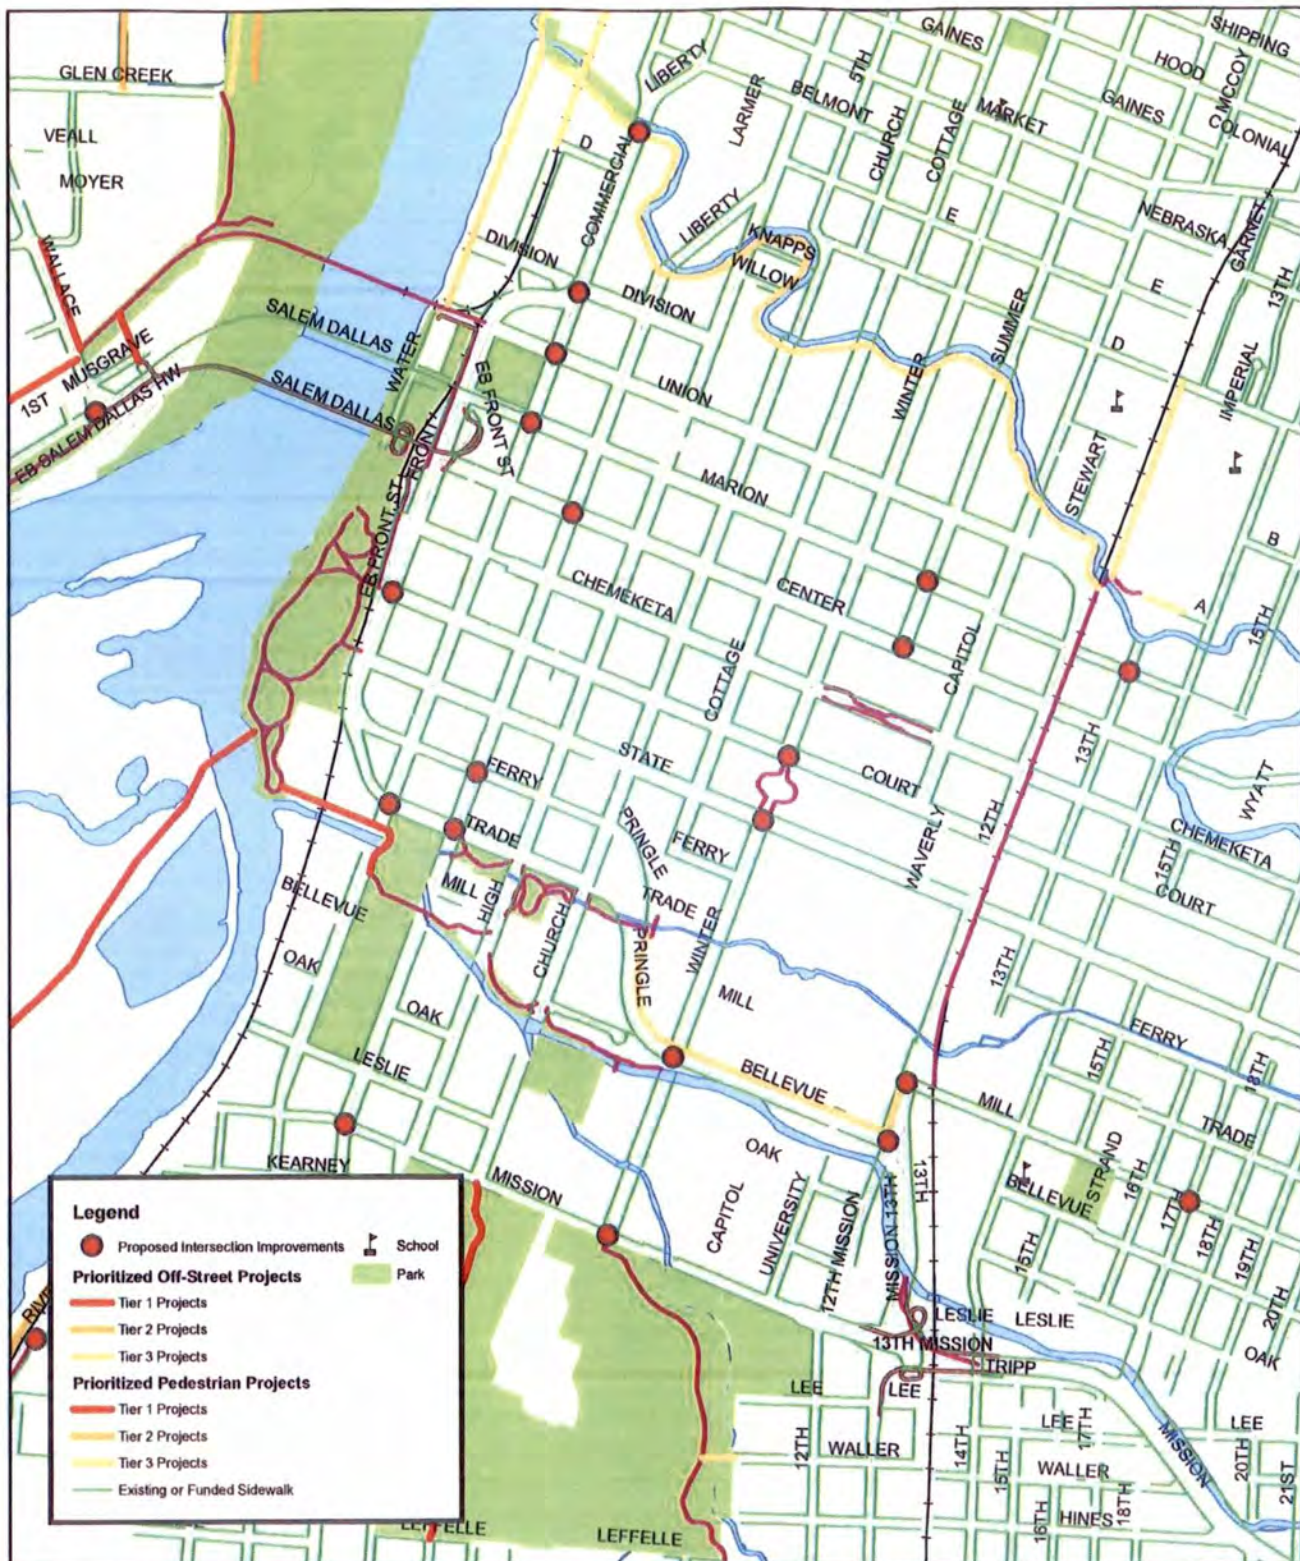 SHIPPING
GAINES
HOOD
MCCOY
GLEN CREEK
LIBERTY
5TH
LARMER
BELMONT
MARKET
GAINES
COLONIAL
VEALL
CHURCH
COTTAGE
MOYER
D
COMMERCIAL
E
NEBRASKA
GARNET
WALLACE
LIBERTY
KNAPPS
WILLOW
DIVISION
DIVISION
E
13TH
SALEM DALLAS
WATER
SUMMER
D
MUSGRAVE
1ST
EB FRONT ST
UNION
WINTER
IMPERIAL
SALEM DALLAS
EB SALEM DALLAS HW
FRONT
STEWART
MARION
EB FRONT ST
B
CHEMEKETA
CENTER
A
15TH
COTTAGE
CAPITOL
13TH
STATE
COURT
FERRY
WYATT
TRADE
PRINGLE
FERRY
WAVERLY
12TH
CHEMEKETA
15TH
COURT
MILL
HIGH
BELLEVUE
TRADE
WINTER
CHURCH
OAK
PRINGLE
13TH
MILL
OAK
FERRY
LESLIE
15TH
18TH
BELLEVUE
MILL
TRADE
OAK
STRAND
16TH
KEARNEY
MISSION
13TH
BELLEVUE
17TH
18TH
CAPITOL
UNIVERSITY
12TH MISSION
MISSION 13TH
15TH
19TH
20TH
LESLIE
LESLIE
13TH MISSION
OAK
TRIPP
LEE
LEE
LEE
17TH
LEE
12TH
WALLER
14TH
15TH
WALLER
MISSION
20TH
21ST
16TH
HINES
18TH
LEFFELLE
LEFFELLE
Legend
Proposed Intersection Improvements
School
Prioritized Off-Street Projects
Park
Tier 1 Projects
Tier 2 Projects
Tier 3 Projects
Prioritized Pedestrian Projects
Tier 1 Projects
Tier 2 Projects
Tier 3 Projects
Existing or Funded Sidewalk